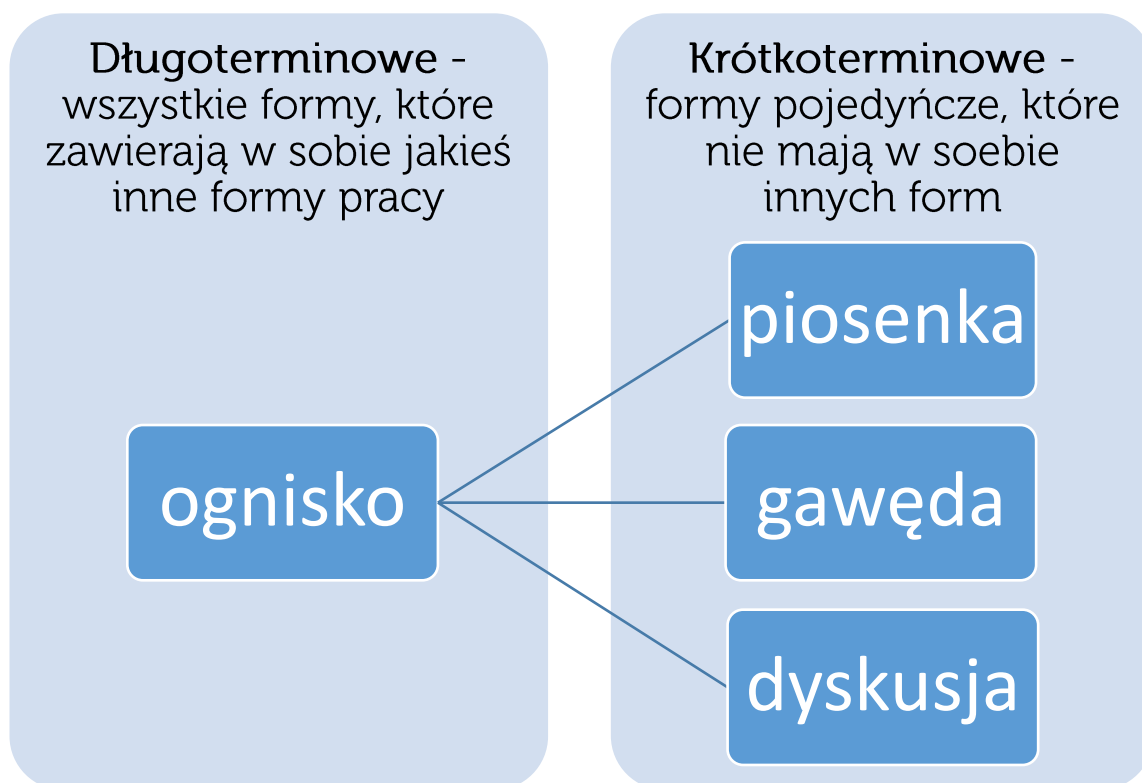 Długoterminowe -
wszystkie formy, które
zawierają w sobie jakieś
inne formy pracy
ognisko
Krótkoterminowe -
formy pojedyńcze, które
nie mają w soebie
innych form
piosenka
gawęda
dyskusja